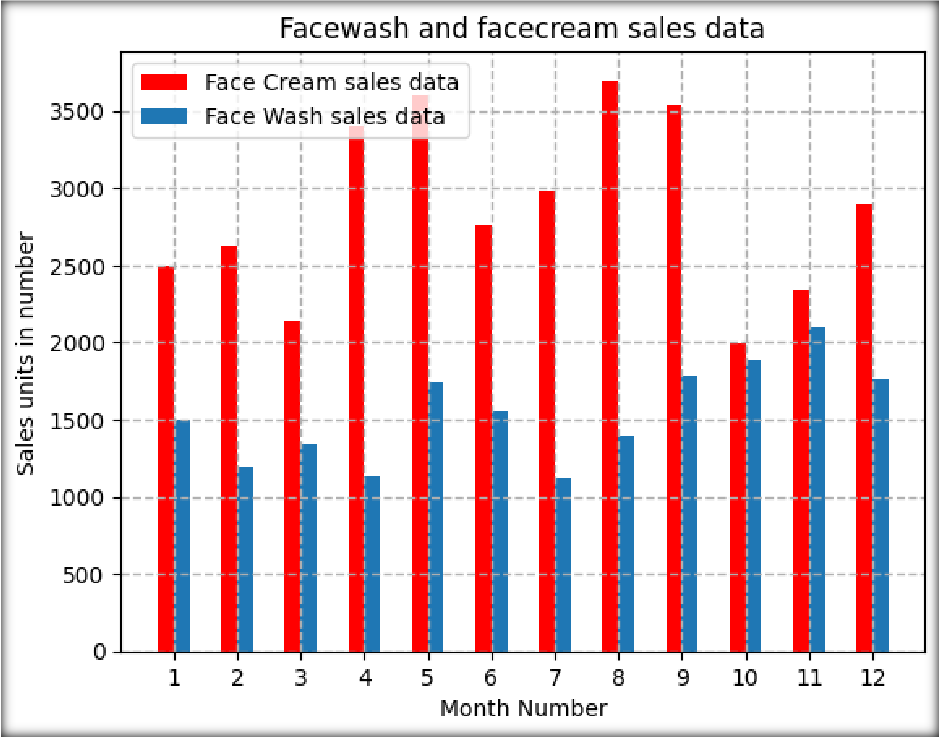 Facewash and facecream sales data
Face Cream sales data
Face Wash sales data
3500
3000
2500
2000
1500
1000
500
0
Sales units in number
1 2 3 4 5 6 7 8 9 10 11 12
Month Number